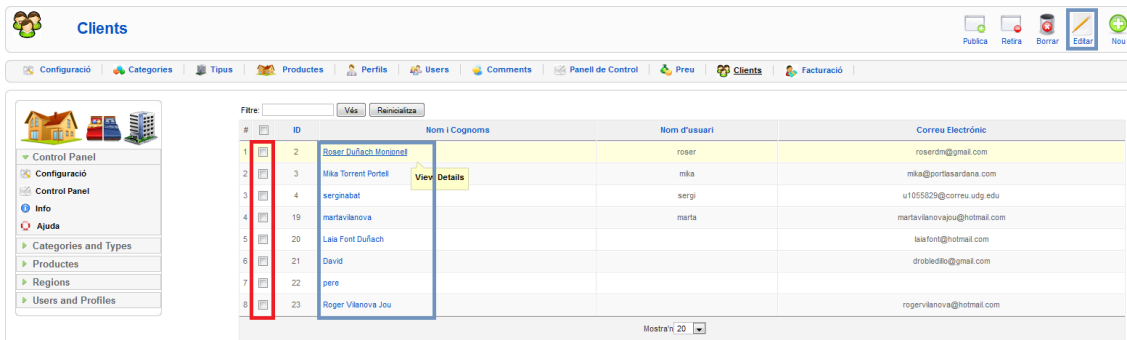 Clients
Publica Retira Borrar Editar Nou
Configuració Categories Tipus Productes Perfils Users Comments Panell de Control Preu Clients Facturació
Filtre: Vés Reinicialitza
# ID Nom i Cognoms Nom d'usuari Correu Electrónic
1 2 Roser Duñach Monjonell roser roserdm@gmail.com
View Details
2 3 Mika Torrent Portell mika mika@portlasardana.com
3 4 serginabat sergi u1055829@correu.udg.edu
4 19 martavilanova marta martavilanovajou@hotmail.com
5 20 Laia Font Duñach laiafont@hotmail.com
6 21 David drobledillo@gmail.com
7 22 pere
8 23 Roger Vilanova Jou rogervilanova@hotmail.com
Mostra'n 20
Control Panel
Configuració
Control Panel
Info
Ajuda
Categories and Types
Productes
Regions
Users and Profiles